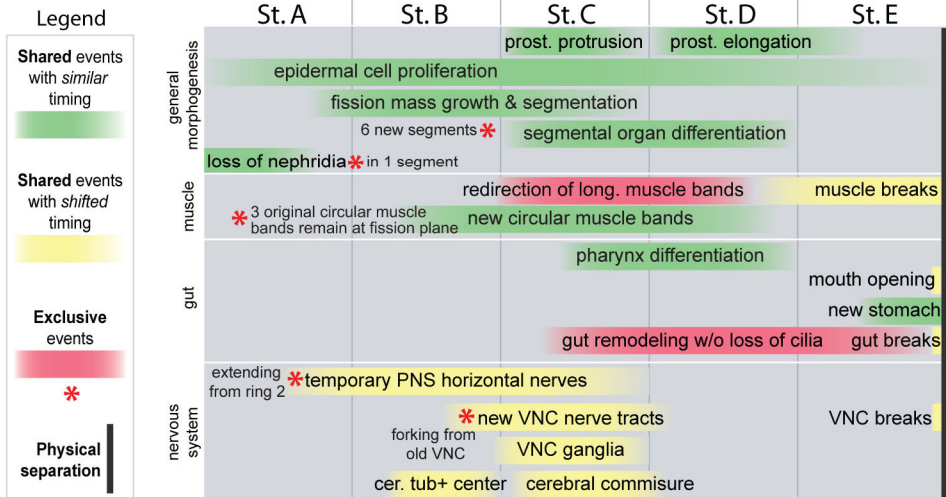 Legend
Shared events
with similar
timing
Shared events
with shifted
timing
Exclusive
events
*
Physical
separation
St. A St. B St. C St. D St. E
general
morphogenesis
prost. protrusion prost. elongation
epidermal cell proliferation
fission mass growth & segmentation
6 new segments * segmental organ differentiation
loss of nephridia * in 1 segment
muscle
redirection of long. muscle bands muscle breaks
* 3 original circular muscle
bands remain at fission plane
new circular muscle bands
gut
pharynx differentiation
mouth opening
new stomach
gut remodeling w/o loss of cilia gut breaks
nervous
system
extending
from ring 2
* temporary PNS horizontal nerves
* new VNC nerve tracts VNC breaks
forking from
old VNC
VNC ganglia
cer. tub+ center cerebral commisure